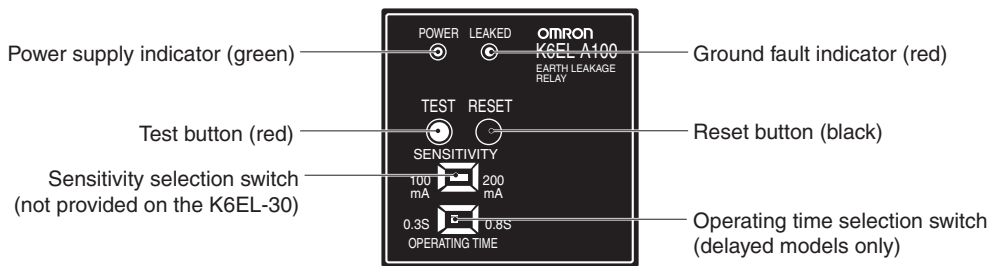 POWER LEAKED OMRON
Power supply indicator (green)
K6EL A100
Ground fault indicator (red)
EARTH LEAKAGE
RELAY
TEST RESET
Test button (red)
Reset button (black)
SENSITIVITY
Sensitivity selection switch
(not provided on the K6EL-30)
100
mA
200
mA
0.3S 0.8S
Operating time selection switch
(delayed models only)
OPERATING TIME